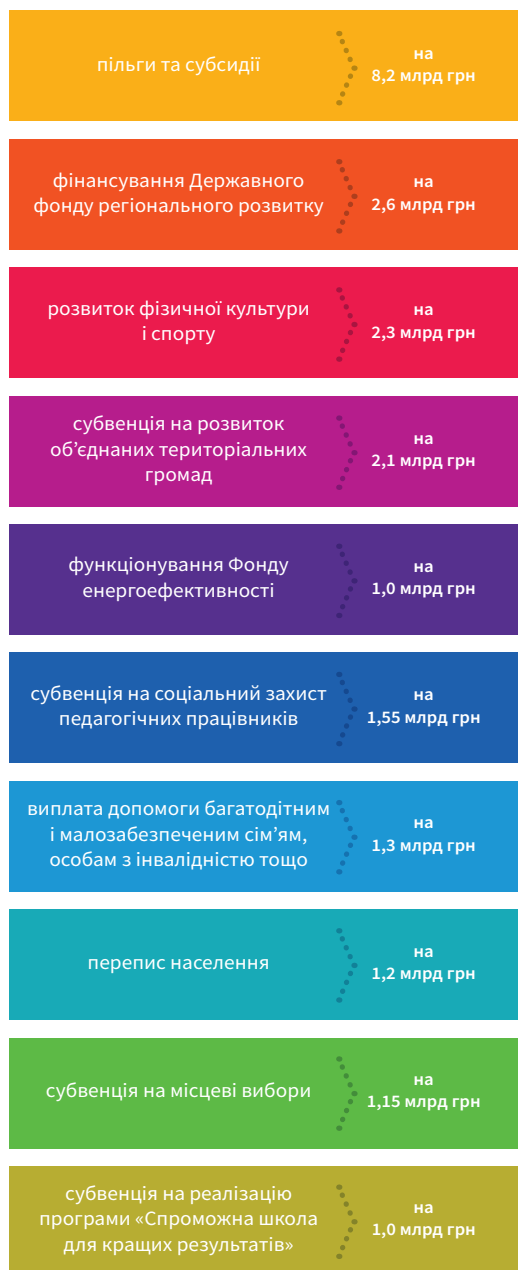 пільги та субсидії
на
8,2 млрд грн
фінансування Державного
фонду регіонального розвитку
на
2,6 млрд грн
розвиток фізичної культури
і спорту
на
2,3 млрд грн
субвенція на розвиток
об’єднаних територіальних
громад
на
2,1 млрд грн
функціонування Фонду
енергоефективності
на
1,0 млрд грн
субвенція на соціальний захист
педагогічних працівників
на
1,55 млрд грн
виплата допомоги багатодітним
і малозабезпеченим сім’ям,
особам з інвалідністю тощо
на
1,3 млрд грн
перепис населення
на
1,2 млрд грн
субвенція на місцеві вибори
на
1,15 млрд грн
субвенція на реалізацію
програми «Спроможна школа
для кращих результатів»
на
1,0 млрд грн